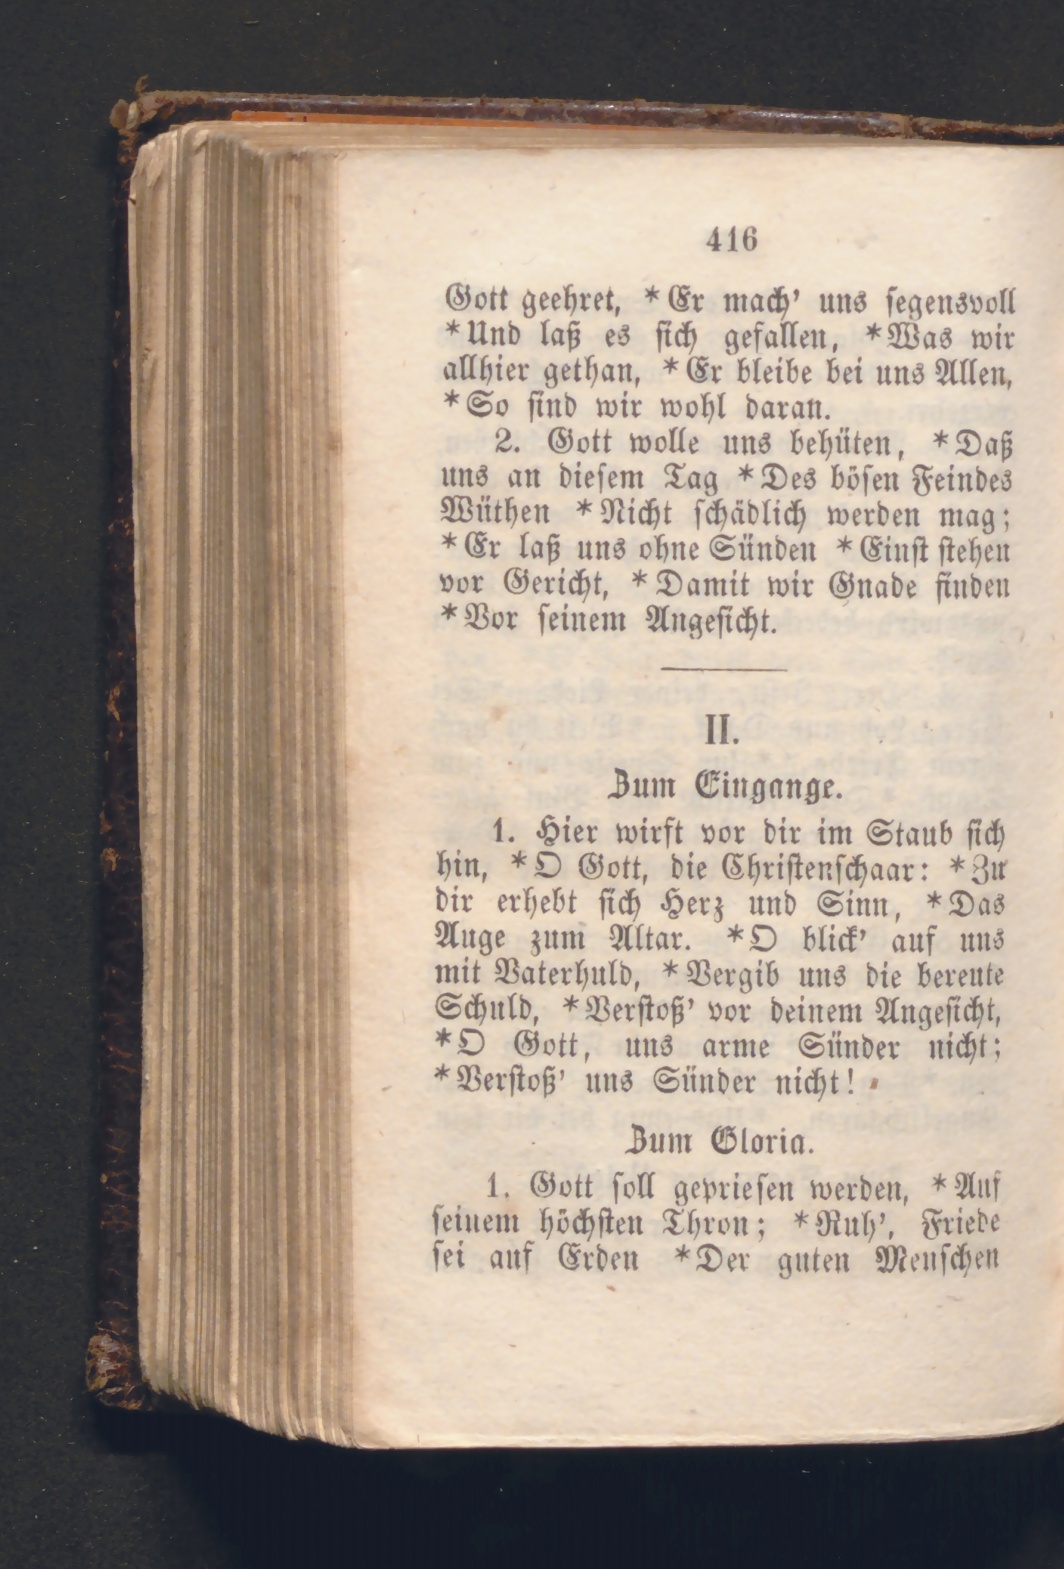 416
Gott geehret, * Er mach' uns segensvoll
* Und laß es sich gefallen, * Was wir
allhier gethan, * Er bleibe bei uns Allen,
* So sind wir wohl daran.
2. Gott wolle uns behüten, * Daß
uns an diesem Tag * Des bösen Feindes
Wüthen * Nicht schädlich werden mag;
* Er laß uns ohne Sünden * Einst stehen
vor Gericht, * Damit wir Gnade finden
* Vor seinem Angesicht.
II.
Zum Eingange.
1. Hier wirft vor dir im Staub sich
hin, * O Gott, die Christenschaar: * Zu
dir erhebt sich Herz und Sinn, * Das
Auge zum Altar. * O blick' auf uns
mit Vaterhuld, * Vergib uns die bereute
Schuld, * Verstoß' vor deinem Angesicht,
* O Gott, uns arme Sünder nicht;
* Verstoß' uns Sünder nicht!
Zum Gloria.
1. Gott soll gepriesen werden, * Auf
seinem höchsten Thron; * Ruh', Friede
sei auf Erden * Der guten Menschen